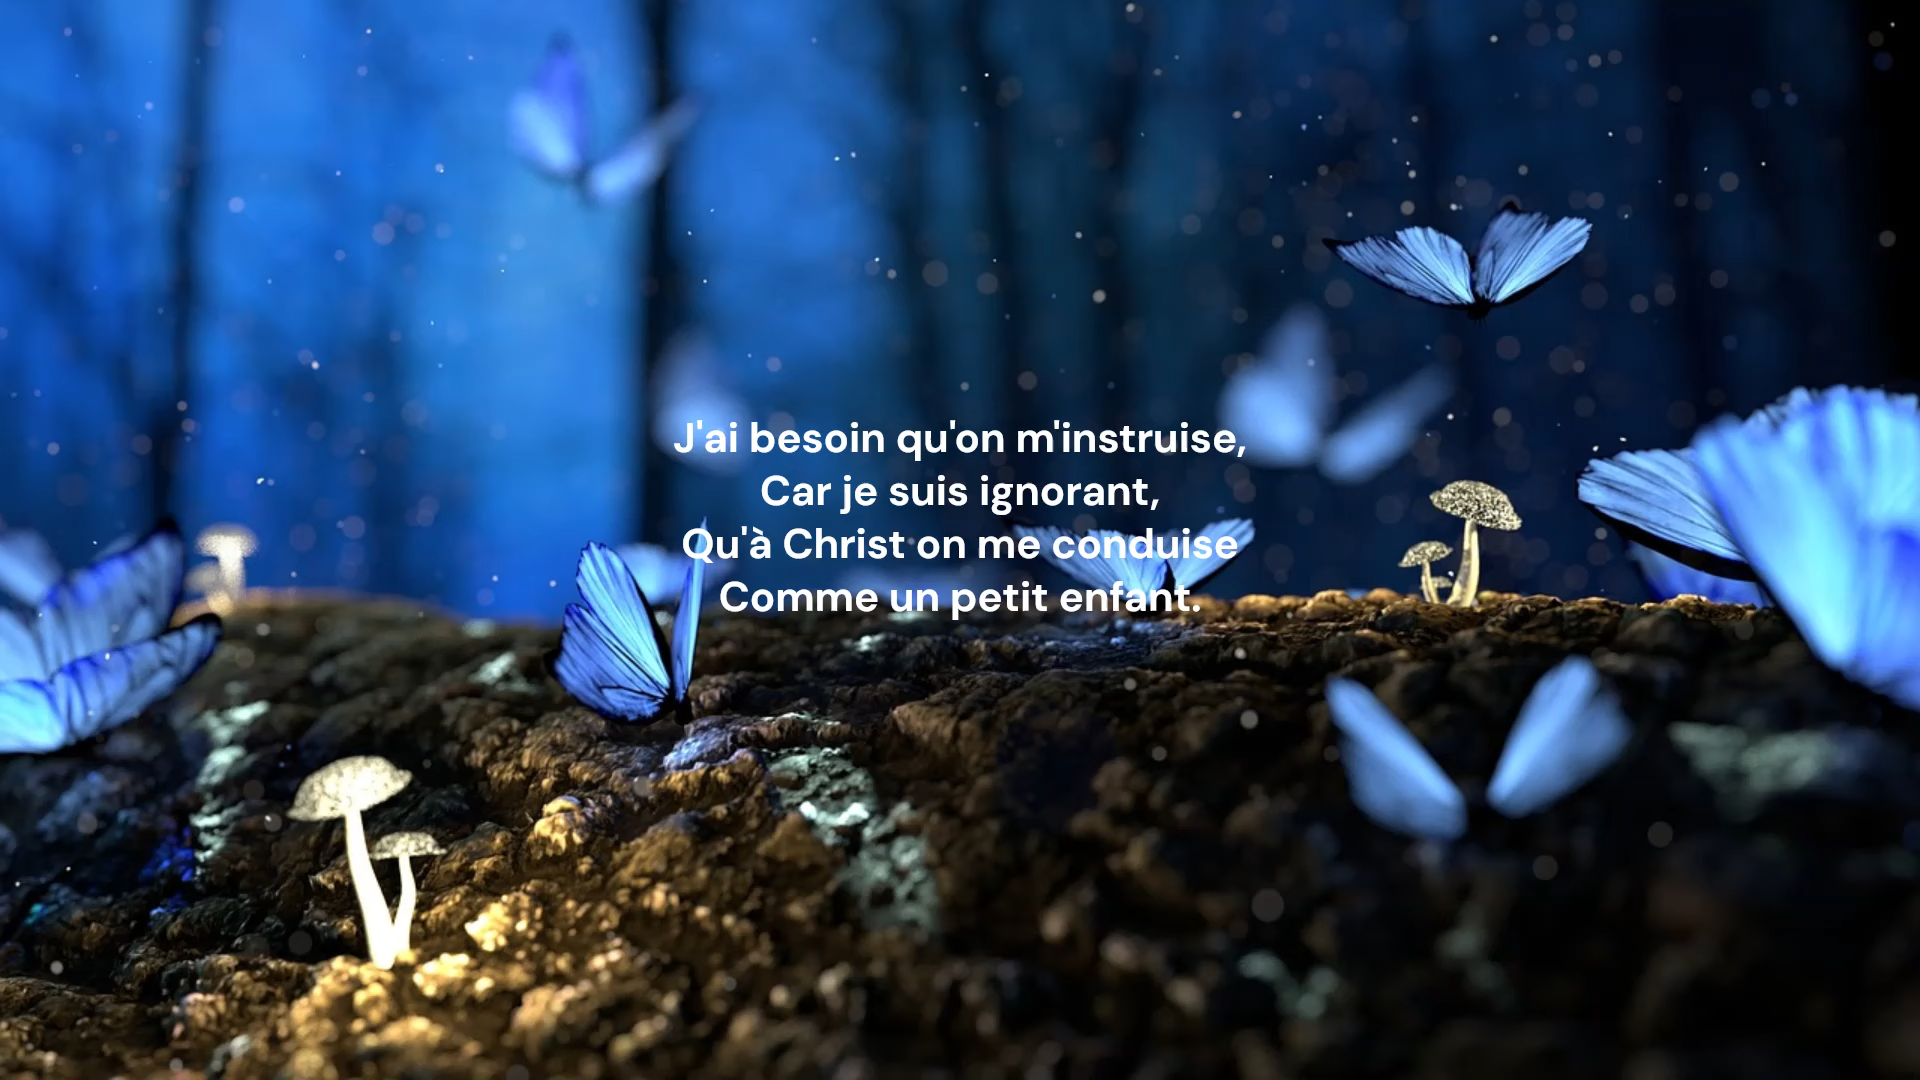 J'ai besoin qu'on m'instruise,
Car je suis ignorant,
Qu'à Christ on me conduise
Comme un petit enfant.